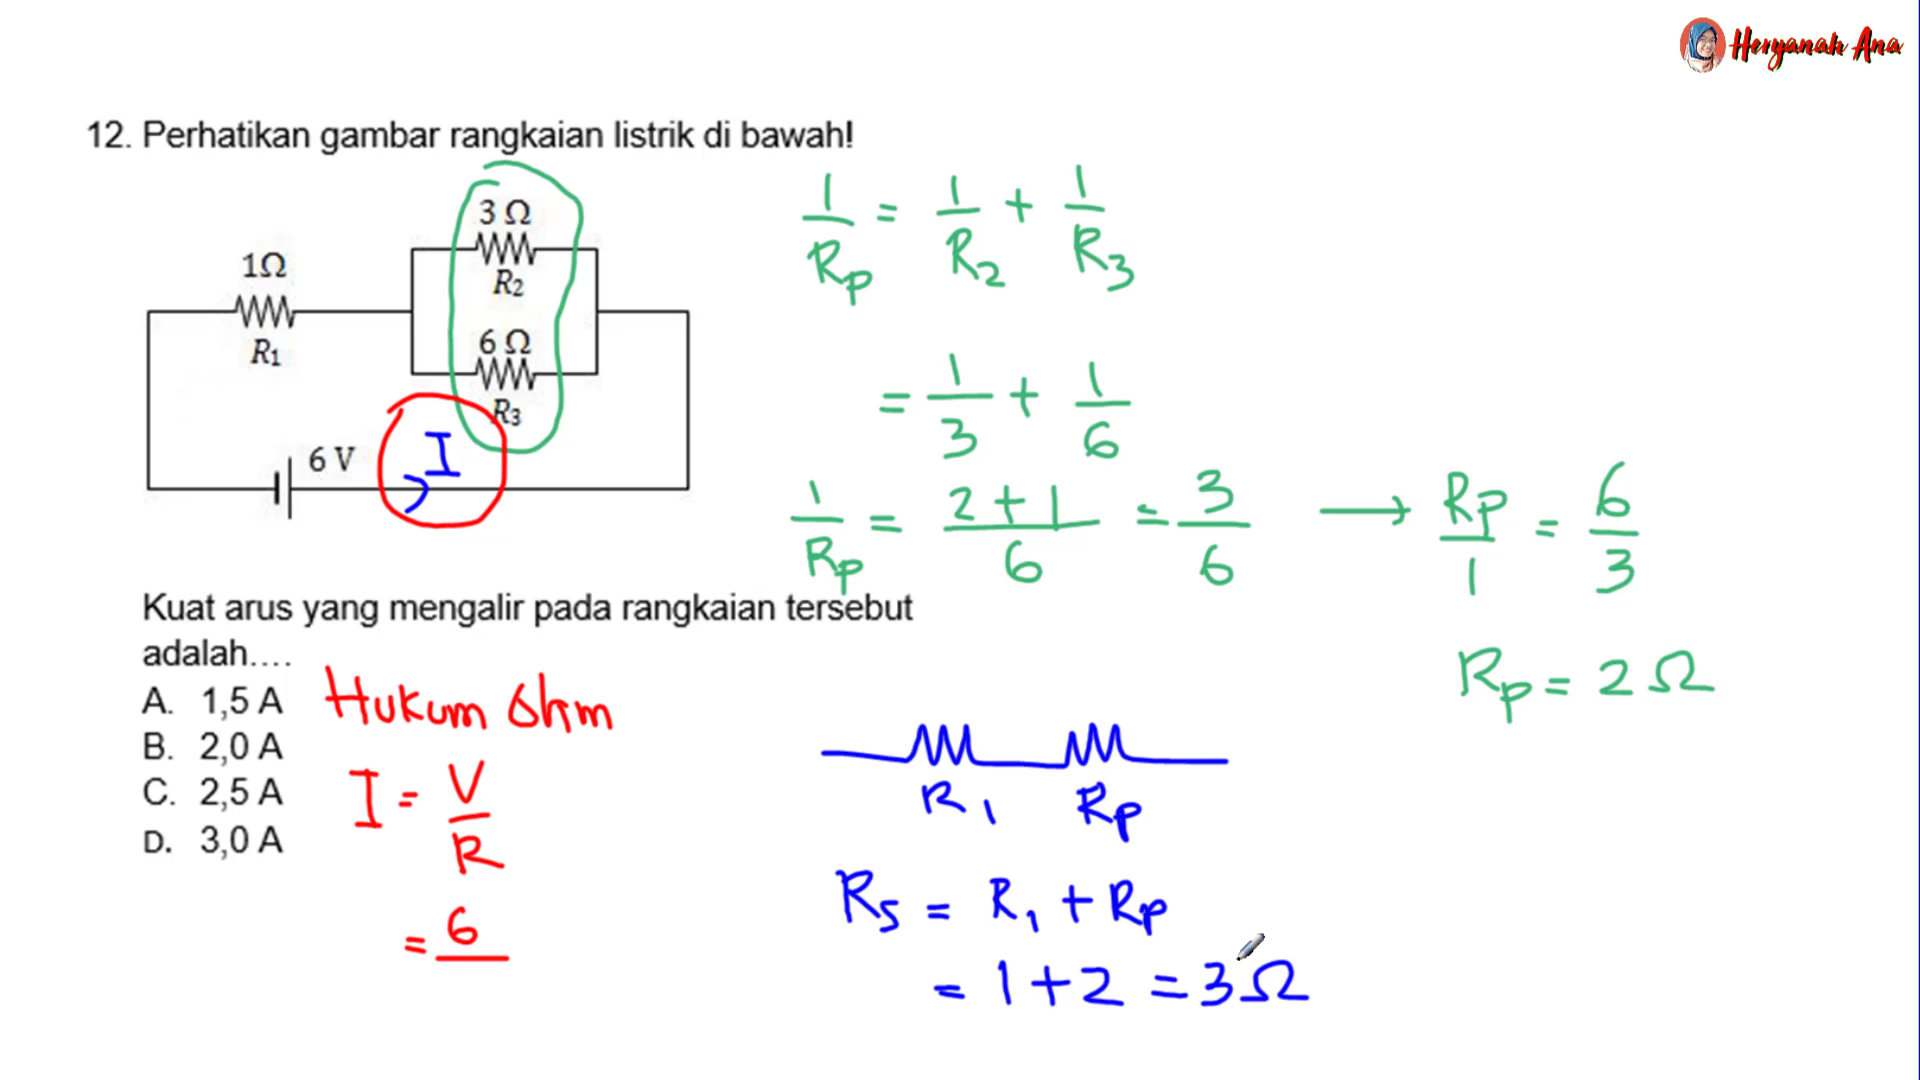 Heryanah Ana
12. Perhatikan gambar rangkaian listrik di bawah!
3 Ω
R2
1Ω
R1
6 Ω
R3
6 V
I
1/Rp = 1/R2 + 1/R3
= 1/3 + 1/6
1/Rp = 2+1/6 = 3/6 → Rp/1 = 6/3
Rp = 2 Ω
Kuat arus yang mengalir pada rangkaian tersebut
adalah....
A. 1,5 A
B. 2,0 A
C. 2,5 A
D. 3,0 A
Hukum Ohm
I = V/R
= 6
R1 Rp
Rs = R1 + Rp
= 1+2 = 3Ω